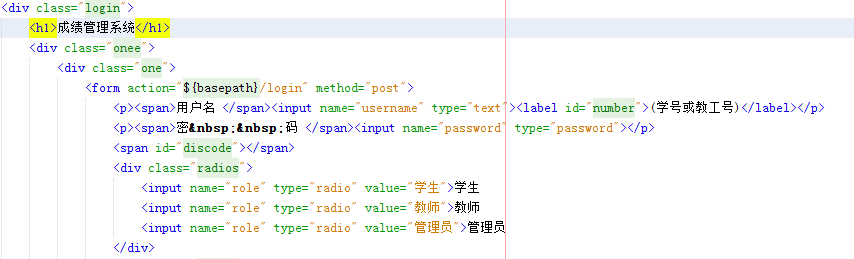 <div class="login">
<h1>成绩管理系统</h1>
<div class="onee">
<div class="one">
<form action="${basepath}/login" method="post">
<p><span>用户名 </span><input name="username" type="text"><label id="number">(学号或教工号)</label></p>
<p><span>密&nbsp;&nbsp;码 </span><input name="password" type="password"></p>
<span id="discode"></span>
<div class="radios">
<input name="role" type="radio" value="学生">学生
<input name="role" type="radio" value="教师">教师
<input name="role" type="radio" value="管理员">管理员
</div>